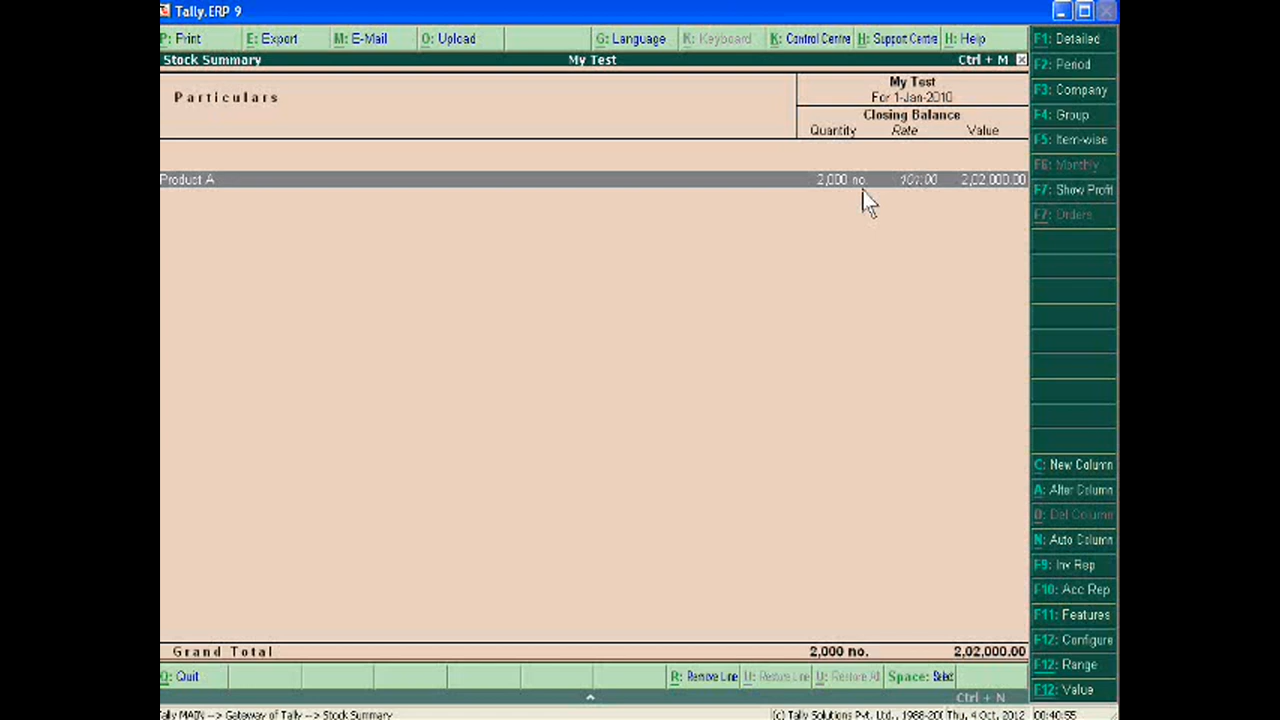 Tally.ERP 9
P: Print E: Export M: E-Mail O: Upload G: Language K: Keyboard K: Control Centre H: Support Centre H: Help
Stock Summary My Test Ctrl + M
Particulars
My Test
For 1-Jan-2010
Closing Balance
Quantity Rate Value
Product A 2,000 no. 101.00 2,02,000.00
Grand Total 2,000 no. 2,02,000.00
Q: Quit R: Remove Line U: Restore Line U: Restore All Space: Select
Ctrl + N
Tally MAIN --> Gateway of Tally --> Stock Summary (c) Tally Solutions Pvt. Ltd., 1988-200 Thu, 4 Oct, 2012 00:40:55
F1: Detailed
F2: Period
F3: Company
F4: Group
F5: Item-wise
F6: Monthly
F7: Show Profit
F7: Orders
C: New Column
A: Alter Column
D: Del Column
N: Auto Column
F9: Inv Rep
F10: Acc Rep
F11: Features
F12: Configure
F12: Range
F12: Value